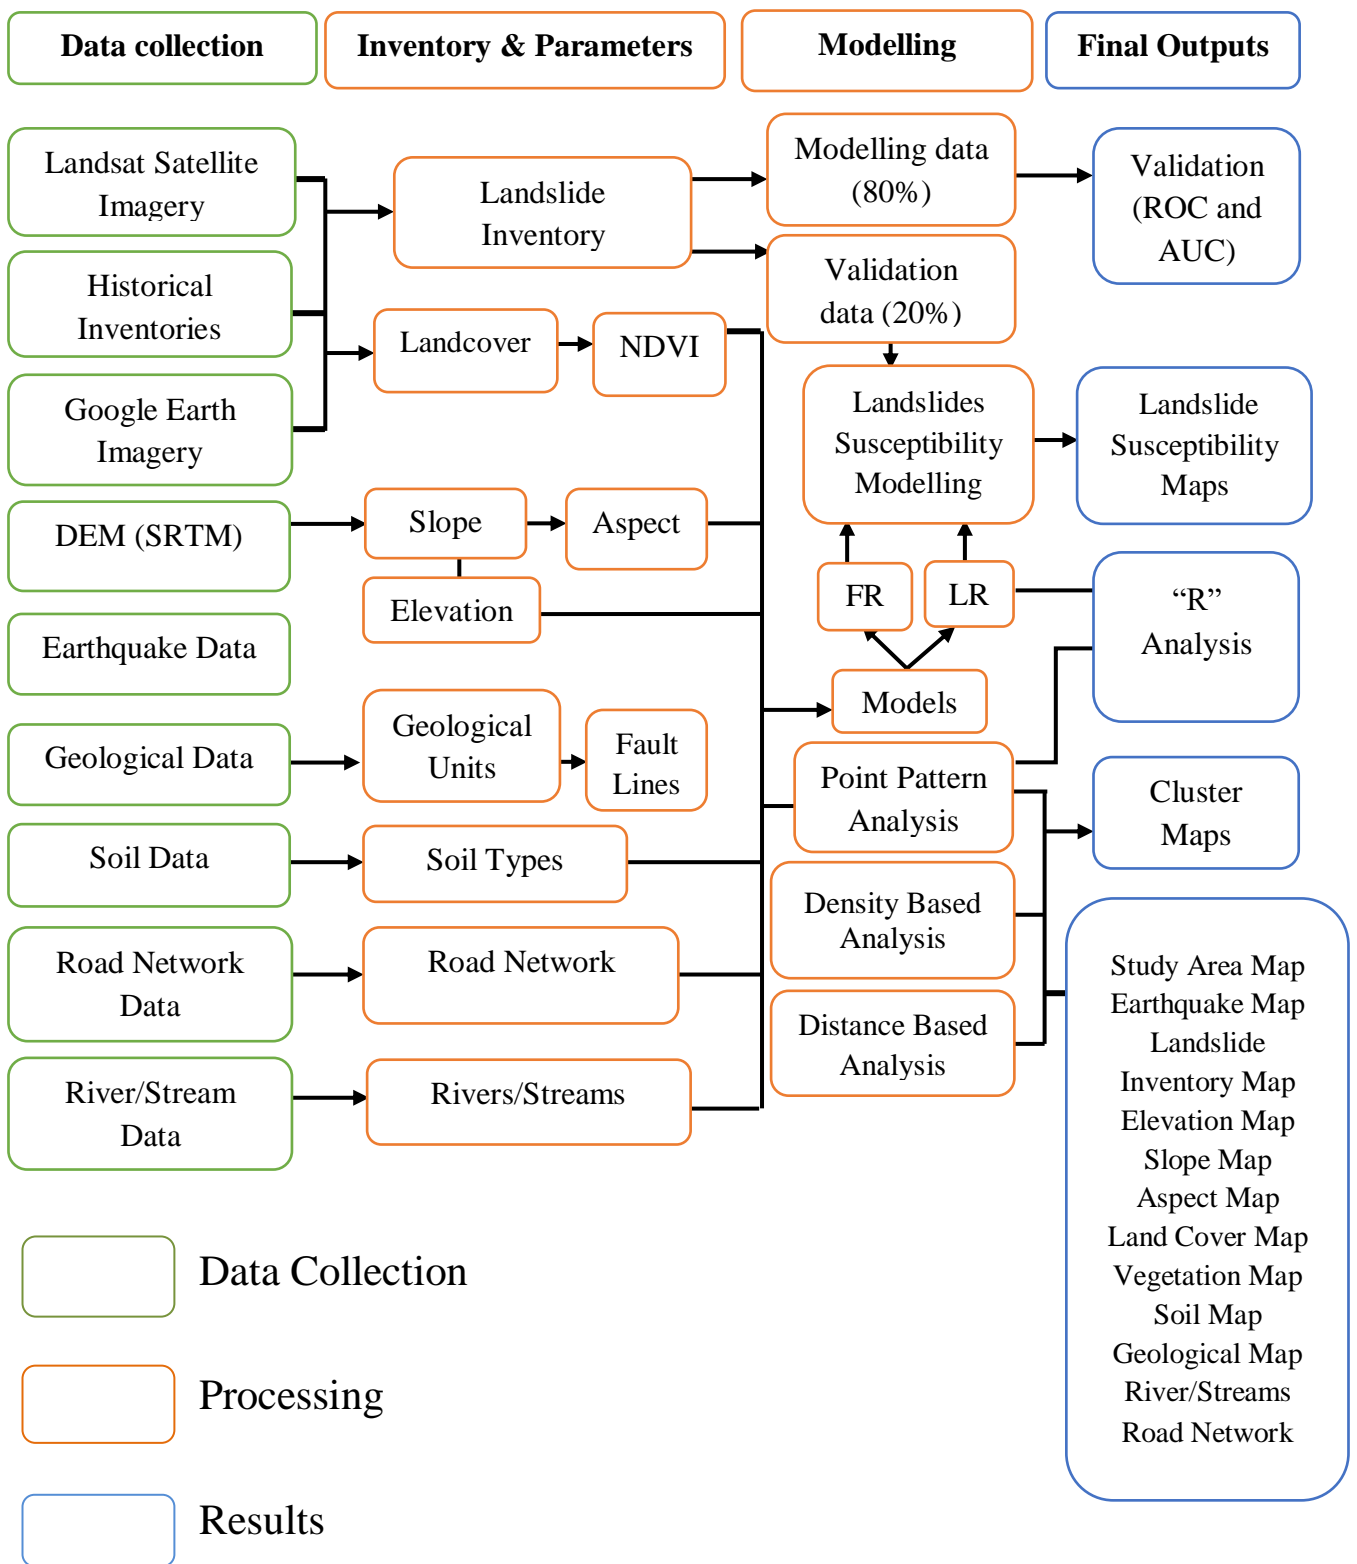 Data collection
Inventory & Parameters
Modelling
Final Outputs
Landsat Satellite
Imagery
Historical
Inventories
Google Earth
Imagery
DEM (SRTM)
Earthquake Data
Geological Data
Soil Data
Road Network
Data
River/Stream
Data
Landslide
Inventory
Landcover
NDVI
Slope
Aspect
Elevation
Geological
Units
Fault
Lines
Soil Types
Road Network
Rivers/Streams
Modelling data
(80%)
Validation
data (20%)
Landslides
Susceptibility
Modelling
FR
LR
Models
Point Pattern
Analysis
Density Based
Analysis
Distance Based
Analysis
Validation
(ROC and
AUC)
Landslide
Susceptibility
Maps
“R”
Analysis
Cluster
Maps
Study Area Map
Earthquake Map
Landslide
Inventory Map
Elevation Map
Slope Map
Aspect Map
Land Cover Map
Vegetation Map
Soil Map
Geological Map
River/Streams
Road Network
Data Collection
Processing
Results